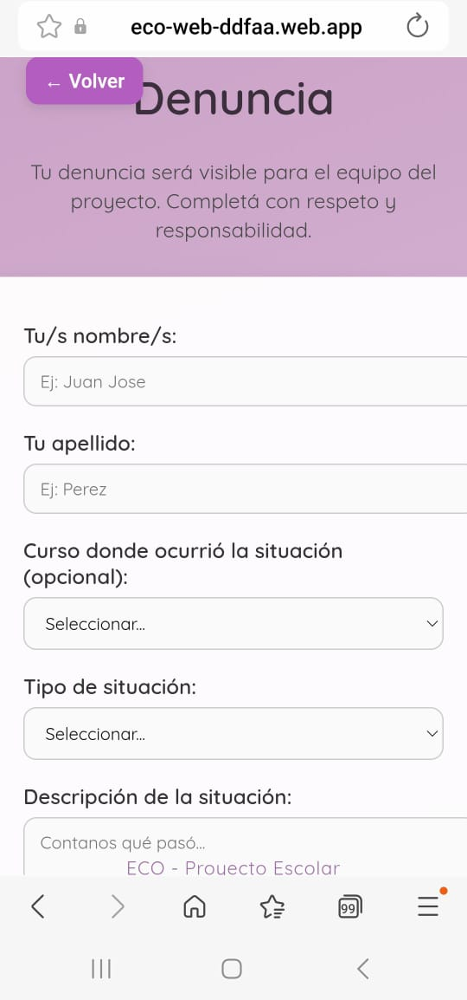 eco-web-ddfaa.web.app
← Volver
Denuncia
Tu denuncia será visible para el equipo del
proyecto. Completá con respeto y
responsabilidad.
Tu/s nombre/s:
Ej: Juan Jose
Tu apellido:
Ej: Perez
Curso donde ocurrió la situación
(opcional):
Seleccionar...
Tipo de situación:
Seleccionar...
Descripción de la situación:
Contanos qué pasó...
ECO - Proyecto Escolar
99